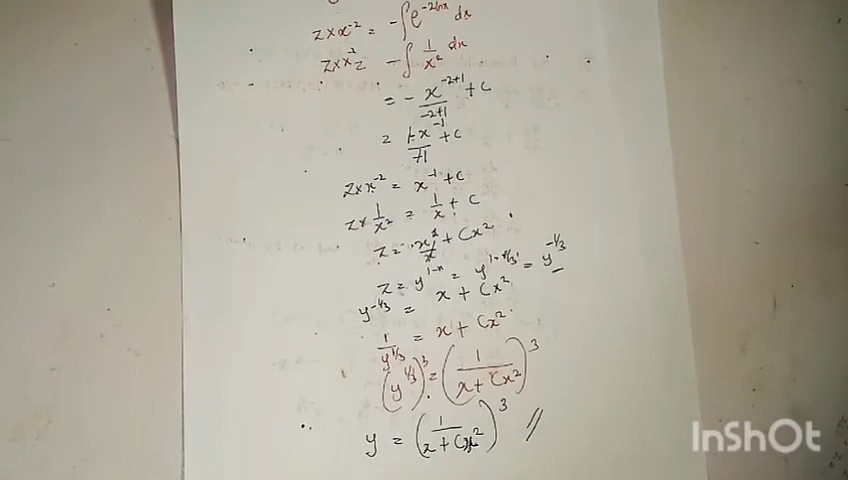 z×x⁻² = -∫e^(-2lnx) dx
z×x⁻² = -∫ 1/x² dx
= - x^(-2+1)/(-2+1) + c
= -x⁻¹/-1 + c
z×x⁻² = x⁻¹ + c
z×1/x² = 1/x + c
z = x²/x + Cx²
z = y^(1-n) = y^(1-4/3) = y^(-1/3)
y^(-1/3) = x + Cx²
1/y^(1/3) = x + Cx²
(y^(1/3))³ = (1/(x+Cx²))³
y = (1/(x+Cx²))³ //
InShOt